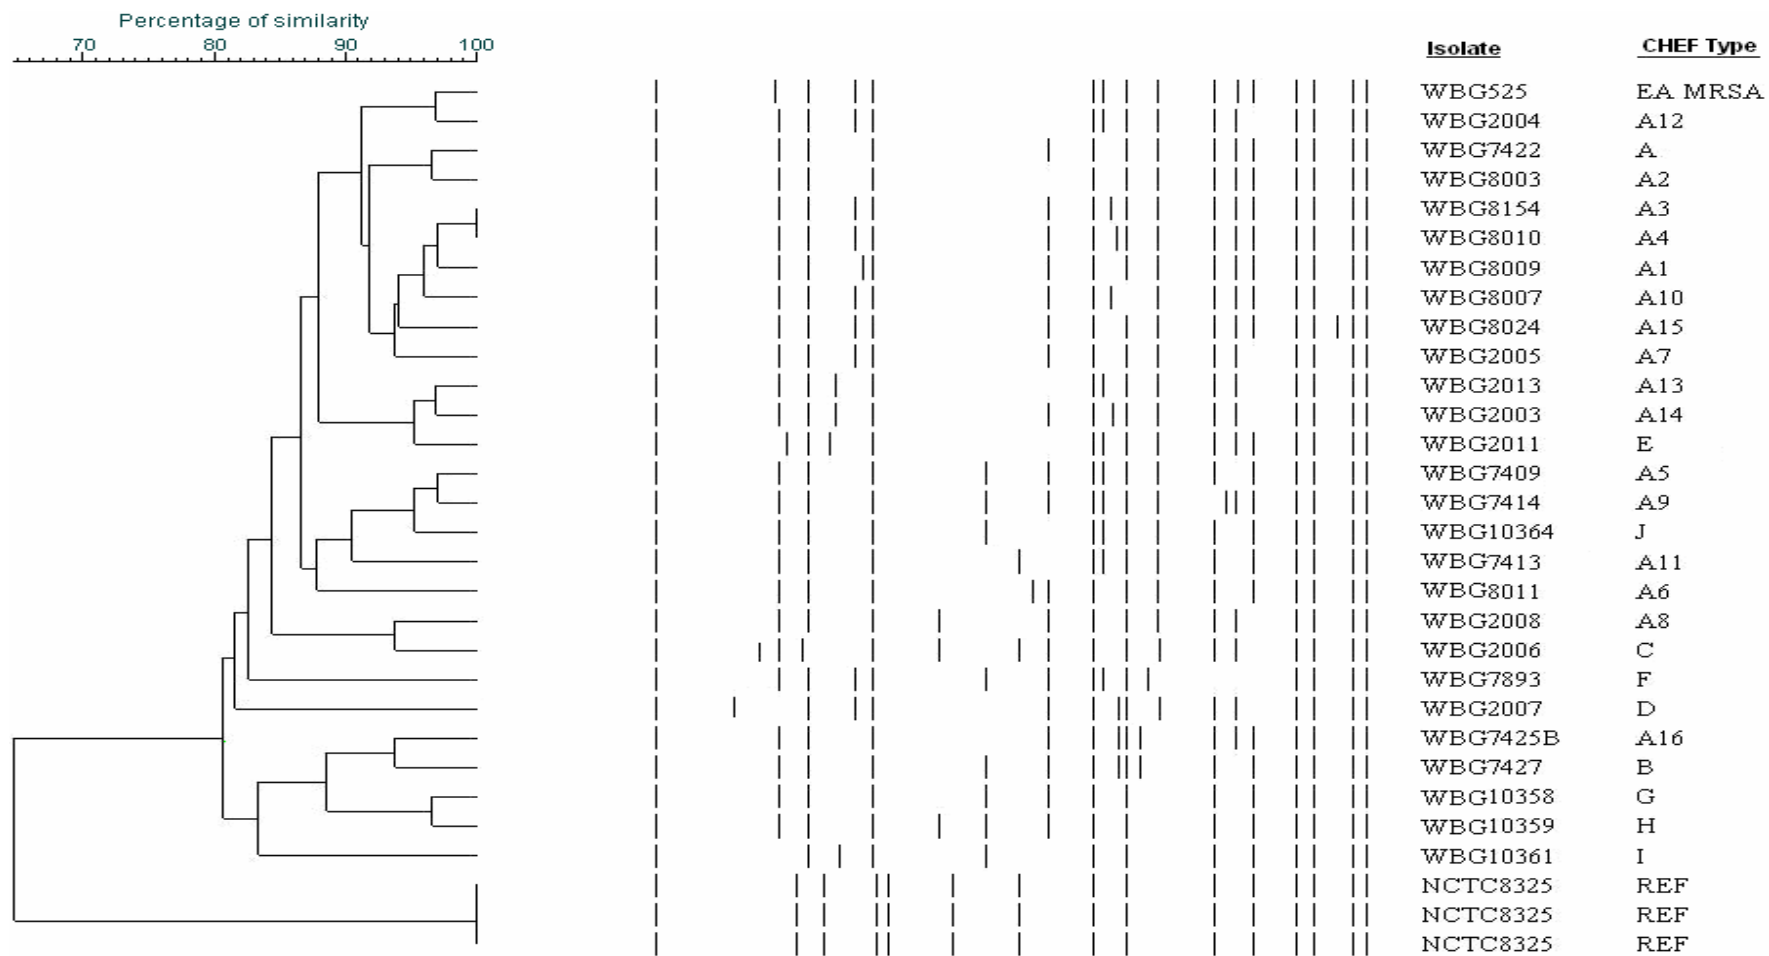 Percentage of similarity
70 80 90 100
Isolate CHEF Type
WBG525 EA MRSA
WBG2004 A12
WBG7422 A
WBG8003 A2
WBG8154 A3
WBG8010 A4
WBG8009 A1
WBG8007 A10
WBG8024 A15
WBG2005 A7
WBG2013 A13
WBG2003 A14
WBG2011 E
WBG7409 A5
WBG7414 A9
WBG10364 J
WBG7413 A11
WBG8011 A6
WBG2008 A8
WBG2006 C
WBG7893 F
WBG2007 D
WBG7425B A16
WBG7427 B
WBG10358 G
WBG10359 H
WBG10361 I
NCTC8325 REF
NCTC8325 REF
NCTC8325 REF